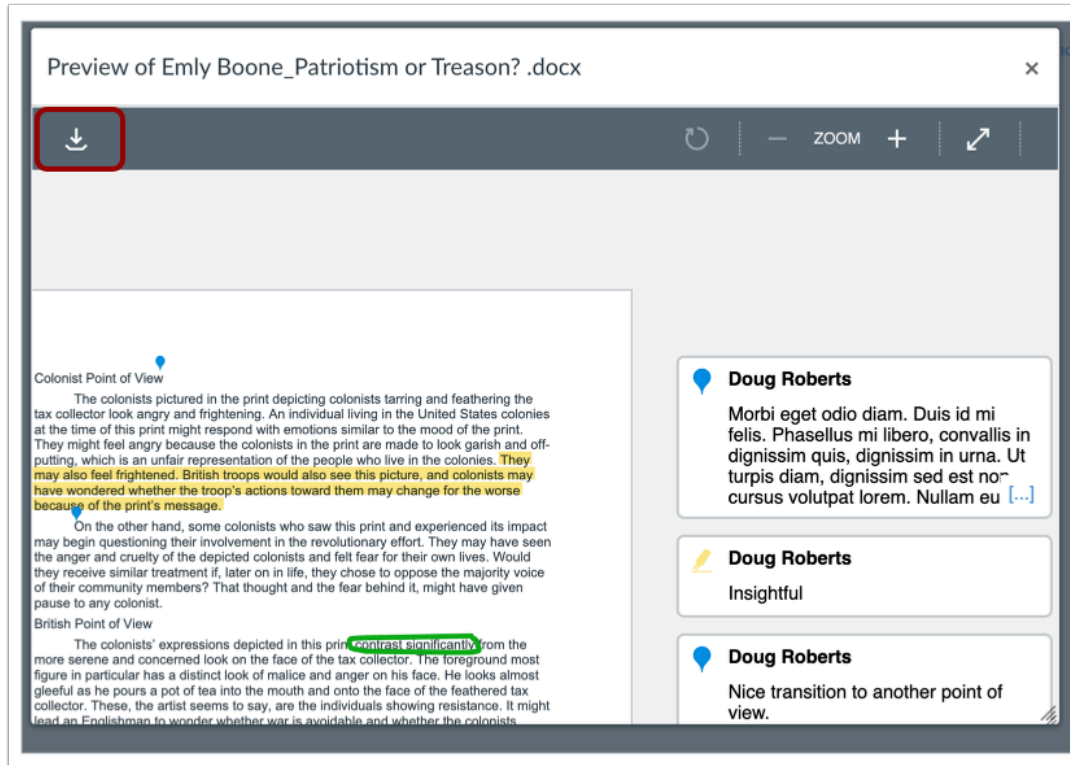 Preview of Emly Boone_Patriotism or Treason? .docx
ZOOM
Colonist Point of View
The colonists pictured in the print depicting colonists tarring and feathering the
tax collector look angry and frightening. An individual living in the United States colonies
at the time of this print might respond with emotions similar to the mood of the print.
They might feel angry because the colonists in the print are made to look garish and off-
putting, which is an unfair representation of the people who live in the colonies. They
may also feel frightened. British troops would also see this picture, and colonists may
have wondered whether the troop's actions toward them may change for the worse
because of the print's message.
On the other hand, some colonists who saw this print and experienced its impact
may begin questioning their involvement in the revolutionary effort. They may have seen
the anger and cruelty of the depicted colonists and felt fear for their own lives. Would
they receive similar treatment if, later on in life, they chose to oppose the majority voice
of their community members? That thought and the fear behind it, might have given
pause to any colonist.
British Point of View
The colonists' expressions depicted in this print contrast significantly from the
more serene and concerned look on the face of the tax collector. The foreground most
figure in particular has a distinct look of malice and anger on his face. He looks almost
gleeful as he pours a pot of tea into the mouth and onto the face of the feathered tax
collector. These, the artist seems to say, are the individuals showing resistance. It might
lead an Englishman to wonder whether war is avoidable and whether the colonists
Doug Roberts
Morbi eget odio diam. Duis id mi
felis. Phasellus mi libero, convallis in
dignissim quis, dignissim in urna. Ut
turpis diam, dignissim sed est non
cursus volutpat lorem. Nullam eu [...]
Doug Roberts
Insightful
Doug Roberts
Nice transition to another point of
view.